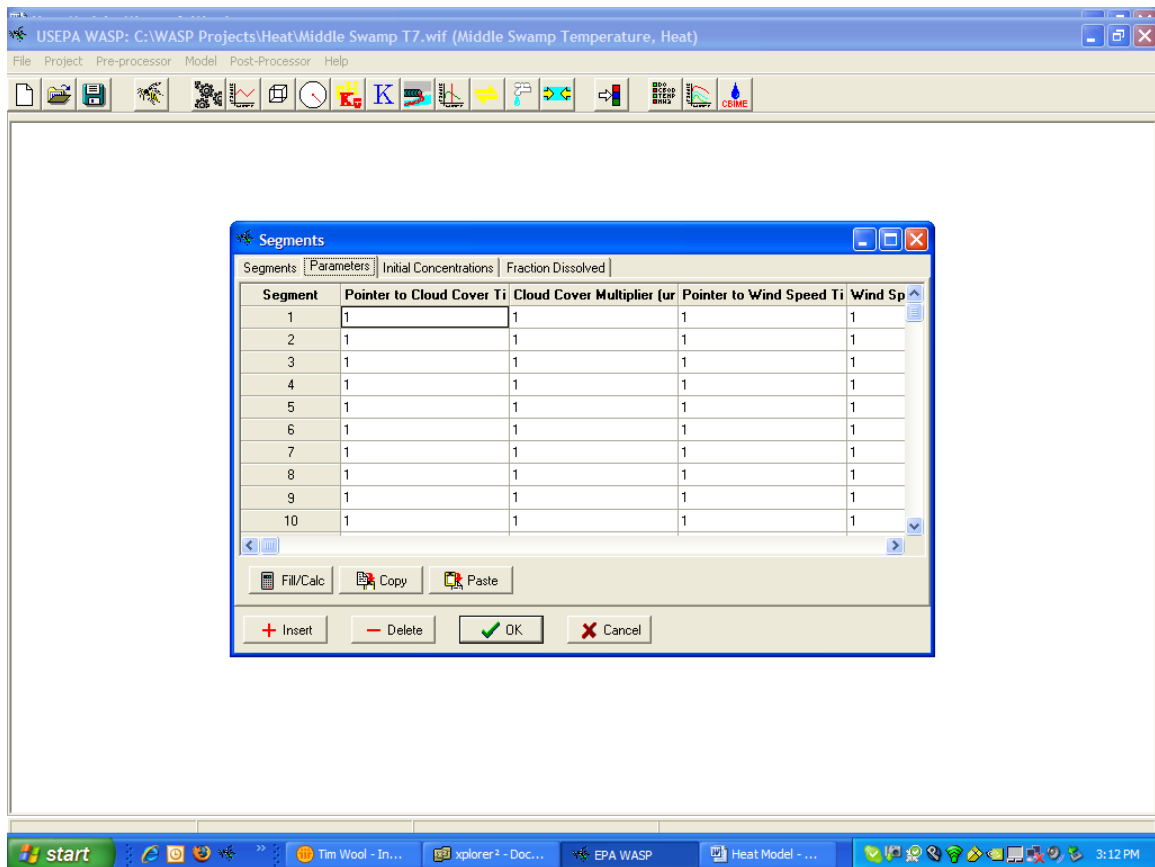 USEPA WASP: C:\WASP Projects\Heat\Middle Swamp T7.wif (Middle Swamp Temperature, Heat)
File Project Pre-processor Model Post-Processor Help
K
CBIME
Segments
Segments Parameters Initial Concentrations Fraction Dissolved
Segment Pointer to Cloud Cover Ti Cloud Cover Multiplier (ur Pointer to Wind Speed Ti Wind Sp
1 1 1 1 1
2 1 1 1 1
3 1 1 1 1
4 1 1 1 1
5 1 1 1 1
6 1 1 1 1
7 1 1 1 1
8 1 1 1 1
9 1 1 1 1
10 1 1 1 1
Fill/Calc Copy Paste
Insert Delete OK Cancel
start » Tim Wool - In... xplorer² - Doc... EPA WASP Heat Model - ... 3:12 PM